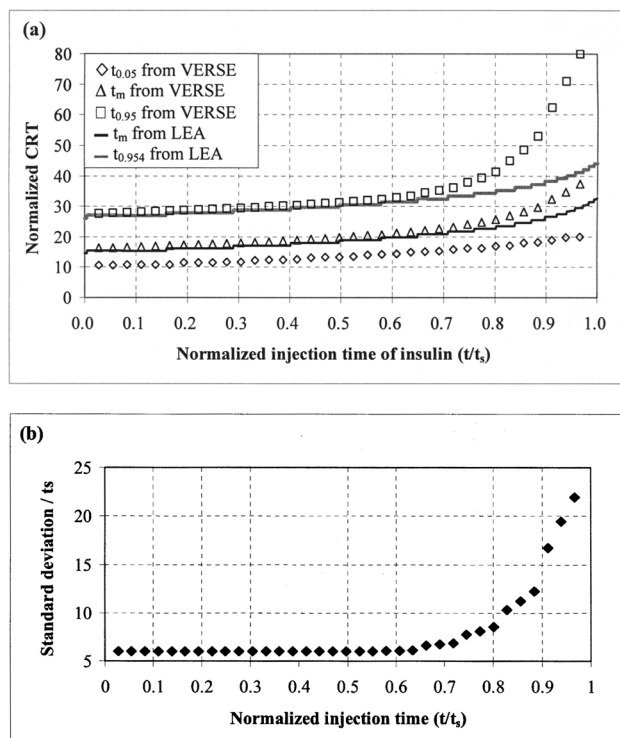 (a)
80
70
60
50
40
30
20
10
0
Normalized CRT
t0.05 from VERSE
tm from VERSE
t0.95 from VERSE
tm from LEA
t0.954 from LEA
0.0 0.1 0.2 0.3 0.4 0.5 0.6 0.7 0.8 0.9 1.0
Normalized injection time of insulin (t/ts)
(b)
25
20
15
10
5
Standard deviation / ts
0 0.1 0.2 0.3 0.4 0.5 0.6 0.7 0.8 0.9 1
Normalized injection time (t/ts)